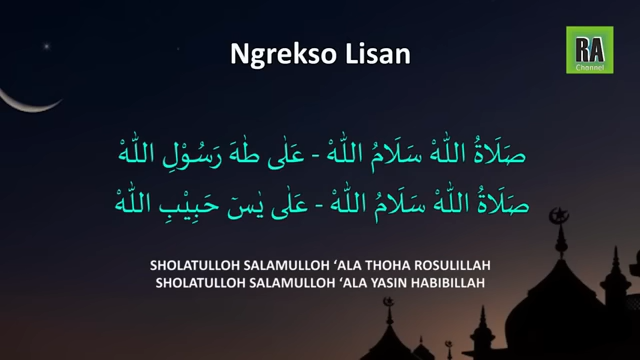 Ngrekso Lisan
RA
Channel
صَلَاةُ اللّٰهْ سَلَامُ اللّٰهْ - عَلٰى طٰهَ رَسُوْلِ اللّٰهْ
صَلَاةُ اللّٰهْ سَلَامُ اللّٰهْ - عَلٰى يٰسٓ حَبِيْبِ اللّٰهْ
SHOLATULLOH SALAMULLOH ‘ALA THOHA ROSULILLAH
SHOLATULLOH SALAMULLOH ‘ALA YASIN HABIBILLAH